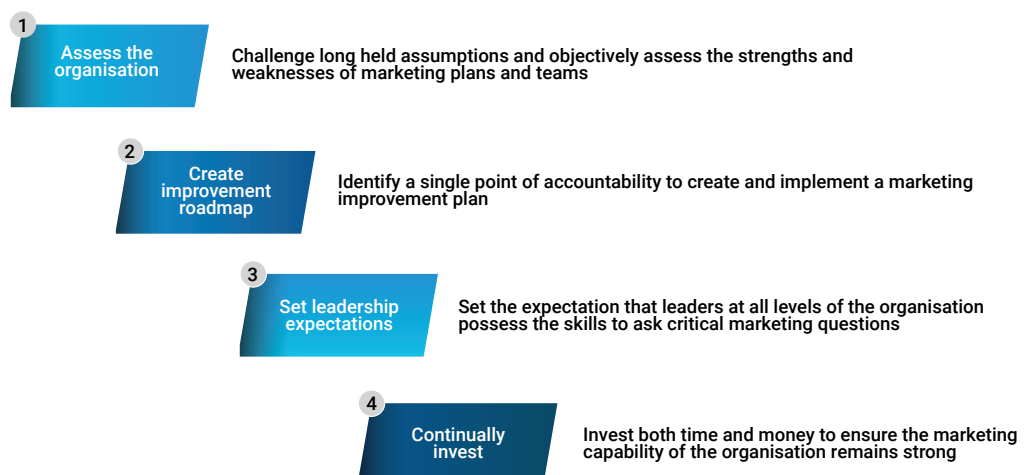 1
Assess the
organisation
Challenge long held assumptions and objectively assess the strengths and
weaknesses of marketing plans and teams
2
Create
improvement
roadmap
Identify a single point of accountability to create and implement a marketing
improvement plan
3
Set leadership
expectations
Set the expectation that leaders at all levels of the organisation
possess the skills to ask critical marketing questions
4
Continually
invest
Invest both time and money to ensure the marketing
capability of the organisation remains strong